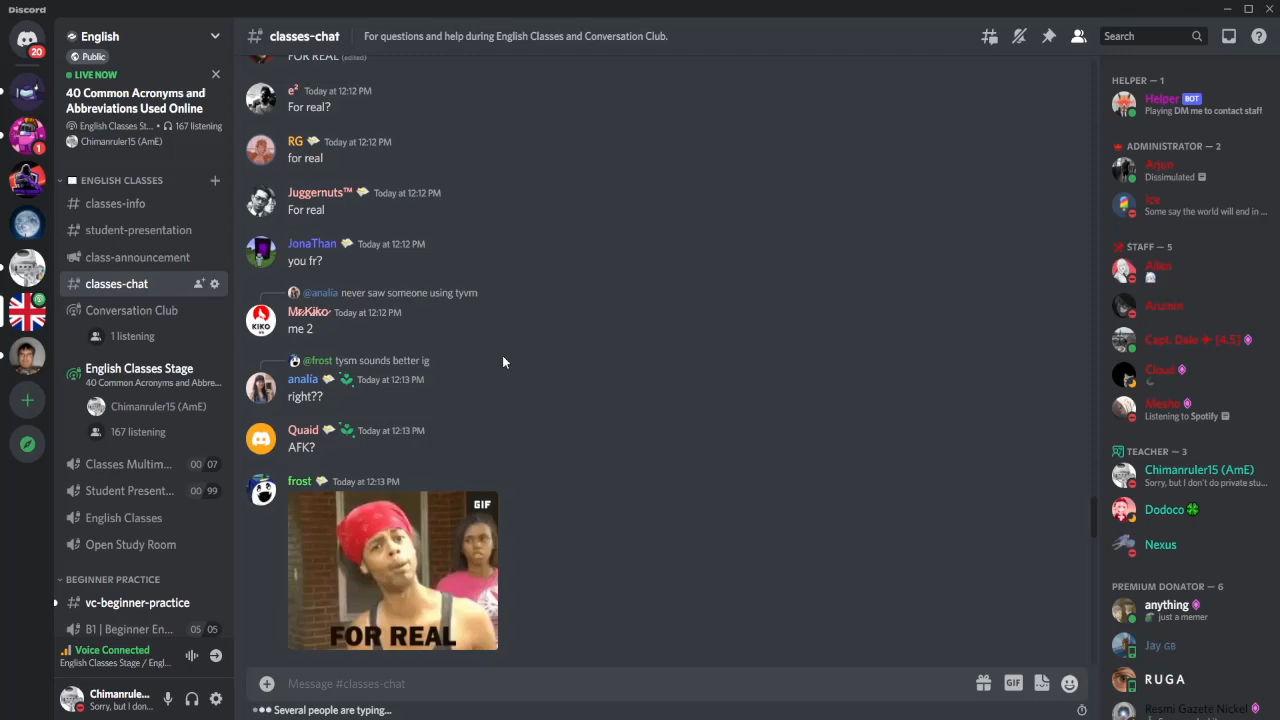 Discord
20
English
Public
LIVE NOW
40 Common Acronyms and
Abbreviations Used Online
English Classes St... • 167 listening
Chimanruler15 (AmE)
ENGLISH CLASSES
classes-info
student-presentation
class-announcement
classes-chat
Conversation Club
1 listening
English Classes Stage
40 Common Acronyms and Abbre...
Chimanruler15 (AmE)
167 listening
Classes Multim... 00 07
Student Present... 00 99
English Classes
Open Study Room
BEGINNER PRACTICE
vc-beginner-practice
B1 | Beginner En... 05 05
Voice Connected
English Classes Stage / Engl...
Chimanrule...
Sorry, but I don...
1
classes-chat
For questions and help during English Classes and Conversation Club.
Search
FOR REAL (edited)
e² Today at 12:12 PM
For real?
RG Today at 12:12 PM
for real
Juggernuts™ Today at 12:12 PM
For real
JonaThan Today at 12:12 PM
you fr?
@analía never saw someone using tyvm
Mr.Kiko Today at 12:12 PM
KIKO
me 2
@frost tysm sounds better ig
analía Today at 12:13 PM
right??
Quaid Today at 12:13 PM
AFK?
frost Today at 12:13 PM
GIF
FOR REAL
Message #classes-chat
GIF
Several people are typing...
HELPER — 1
Helper BOT
Playing DM me to contact staff
ADMINISTRATOR — 2
Arjun
Dissimulated
Ice
Some say the world will end in ...
STAFF — 5
Arumin
Capt. Dale ✈ [4.5]
Cloud
Mesho
Listening to Spotify
TEACHER — 3
Chimanruler15 (AmE)
Sorry, but I don't do private stu...
Dodoco
Nexus
PREMIUM DONATOR — 6
anything
just a memer
Jay GB
R U G A
Resmi Gazete Nickel